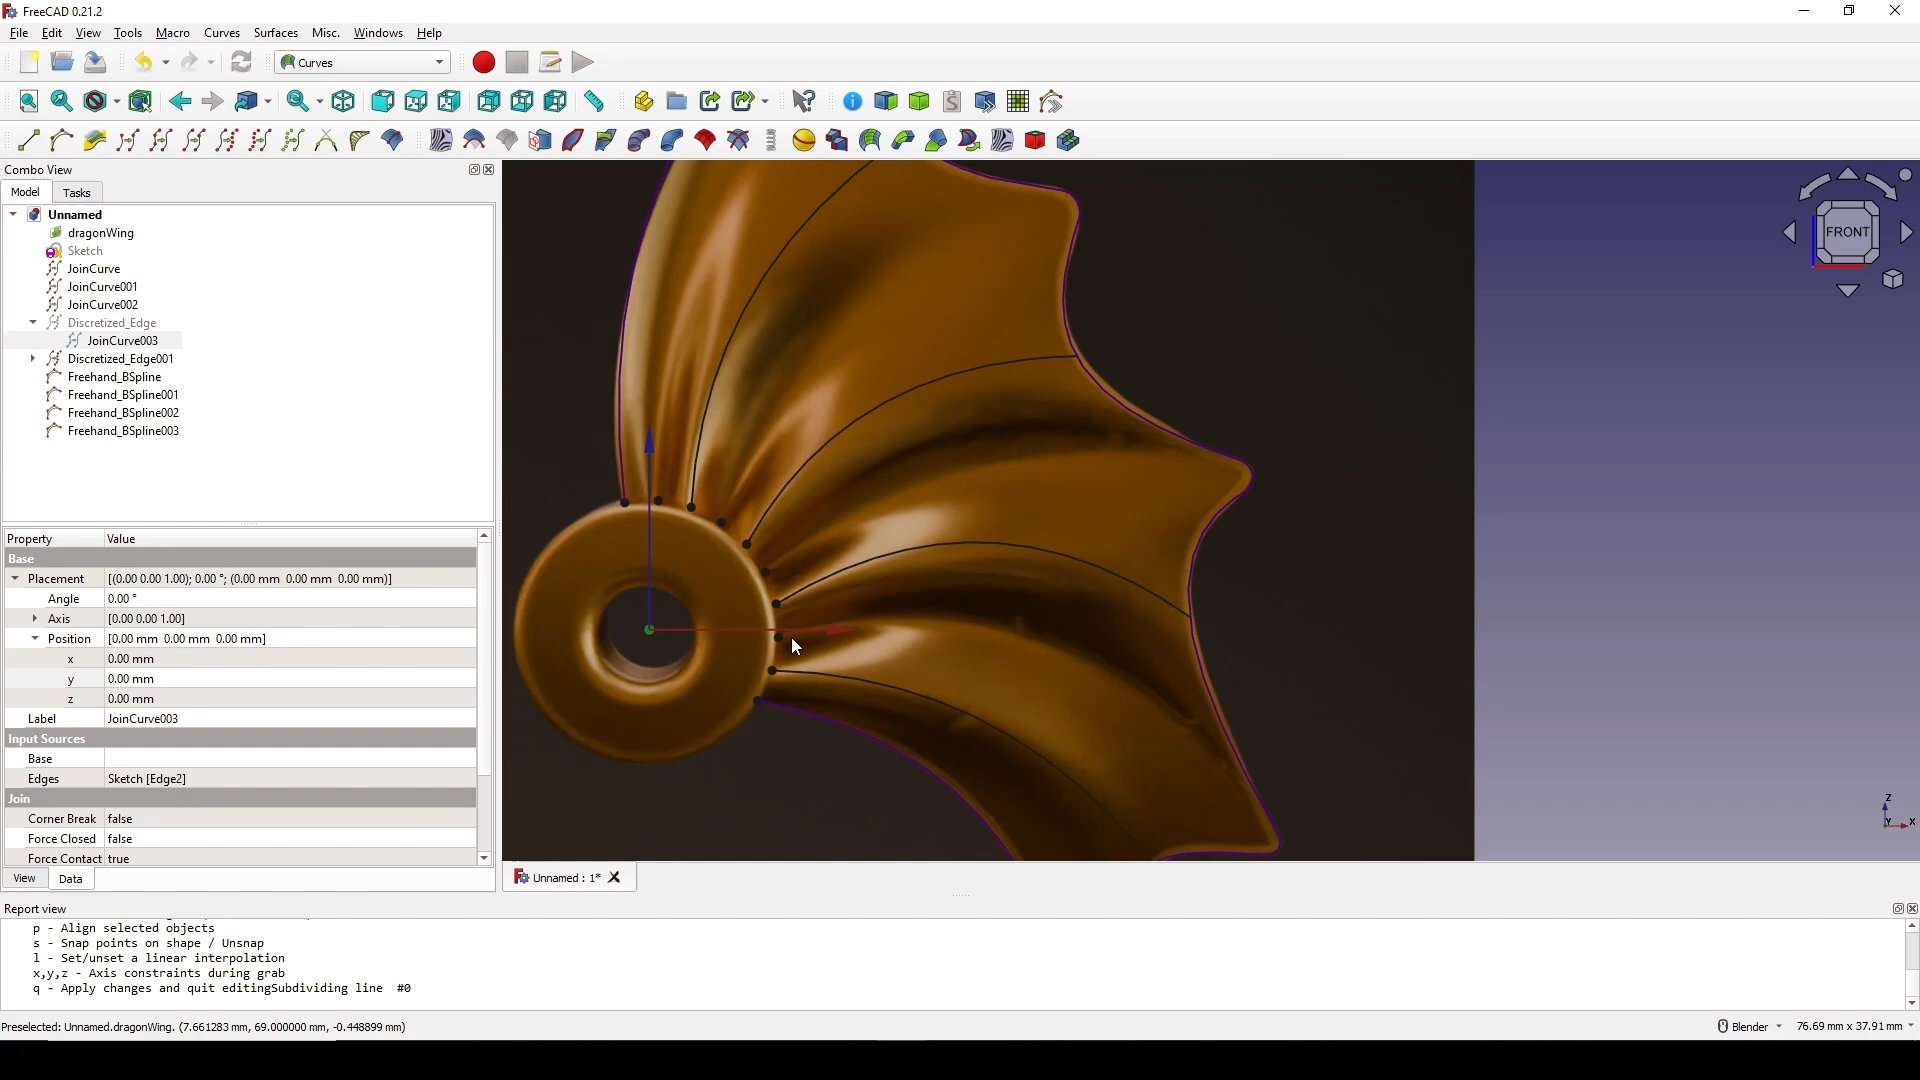 FreeCAD 0.21.2
File Edit View Tools Macro Curves Surfaces Misc. Windows Help
Curves
Combo View
Model Tasks
Unnamed
dragonWing
Sketch
JoinCurve
JoinCurve001
JoinCurve002
Discretized_Edge
JoinCurve003
Discretized_Edge001
Freehand_BSpline
Freehand_BSpline001
Freehand_BSpline002
Freehand_BSpline003
FRONT
Z
Y X
Property Value
Base
Placement [(0.00 0.00 1.00); 0.00 °; (0.00 mm 0.00 mm 0.00 mm)]
Angle 0.00 °
Axis [0.00 0.00 1.00]
Position [0.00 mm 0.00 mm 0.00 mm]
x 0.00 mm
y 0.00 mm
z 0.00 mm
Label JoinCurve003
Input Sources
Base
Edges Sketch [Edge2]
Join
Corner Break false
Force Closed false
Force Contact true
View Data
Unnamed : 1*
Report view
p - Align selected objects
s - Snap points on shape / Unsnap
l - Set/unset a linear interpolation
x,y,z - Axis constraints during grab
q - Apply changes and quit editingSubdividing line #0
Preselected: Unnamed.dragonWing. (7.661283 mm, 69.000000 mm, -0.448899 mm)
Blender 76.69 mm x 37.91 mm